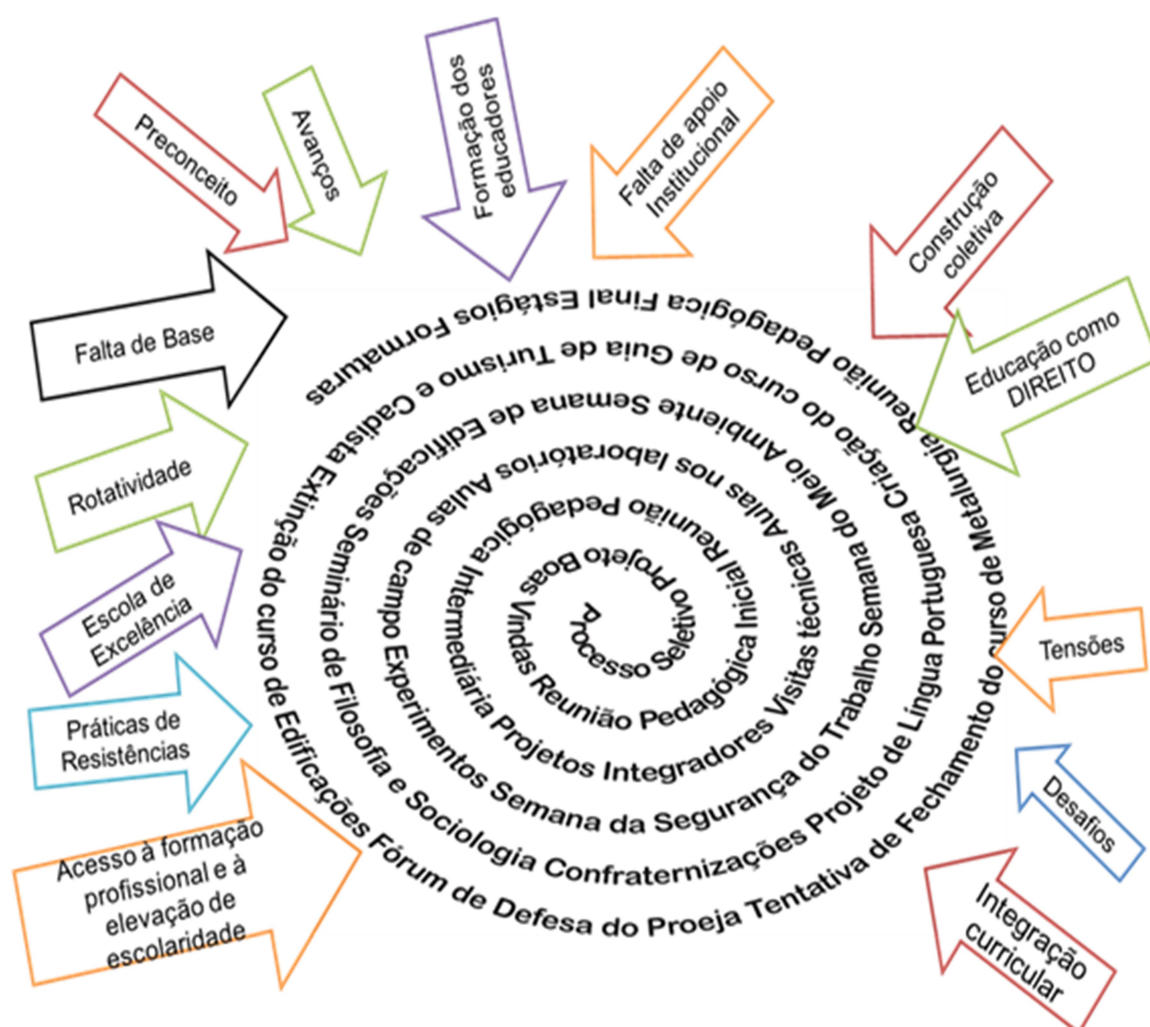 Preconceito
Avanços
Formação dos
educadores
Falta de apoio
Institucional
Construção
coletiva
Educação como
DIREITO
Tensões
Desafios
Integração
curricular
Falta de Base
Rotatividade
Escola de
Excelência
Práticas de
Resistências
Acesso à formação
profissional e à
elevação de
escolaridade
Processo Seletivo Projeto Boas Vindas Reunião Pedagógica Inicial Reunião Pedagógica Intermediária Projetos Integradores Visitas técnicas Aulas nos laboratórios Aulas de campo Experimentos Semana da Segurança do Trabalho Semana do Meio Ambiente Semana de Edificações Seminário de Filosofia e Sociologia Confraternizações Projeto de Língua Portuguesa Criação do curso de Guia de Turismo e Cadista Extinção do curso de Edificações Fórum de Defesa do Proeja Tentativa de Fechamento do curso de Metalurgia Reunião Pedagógica Final Estágios Formaturas